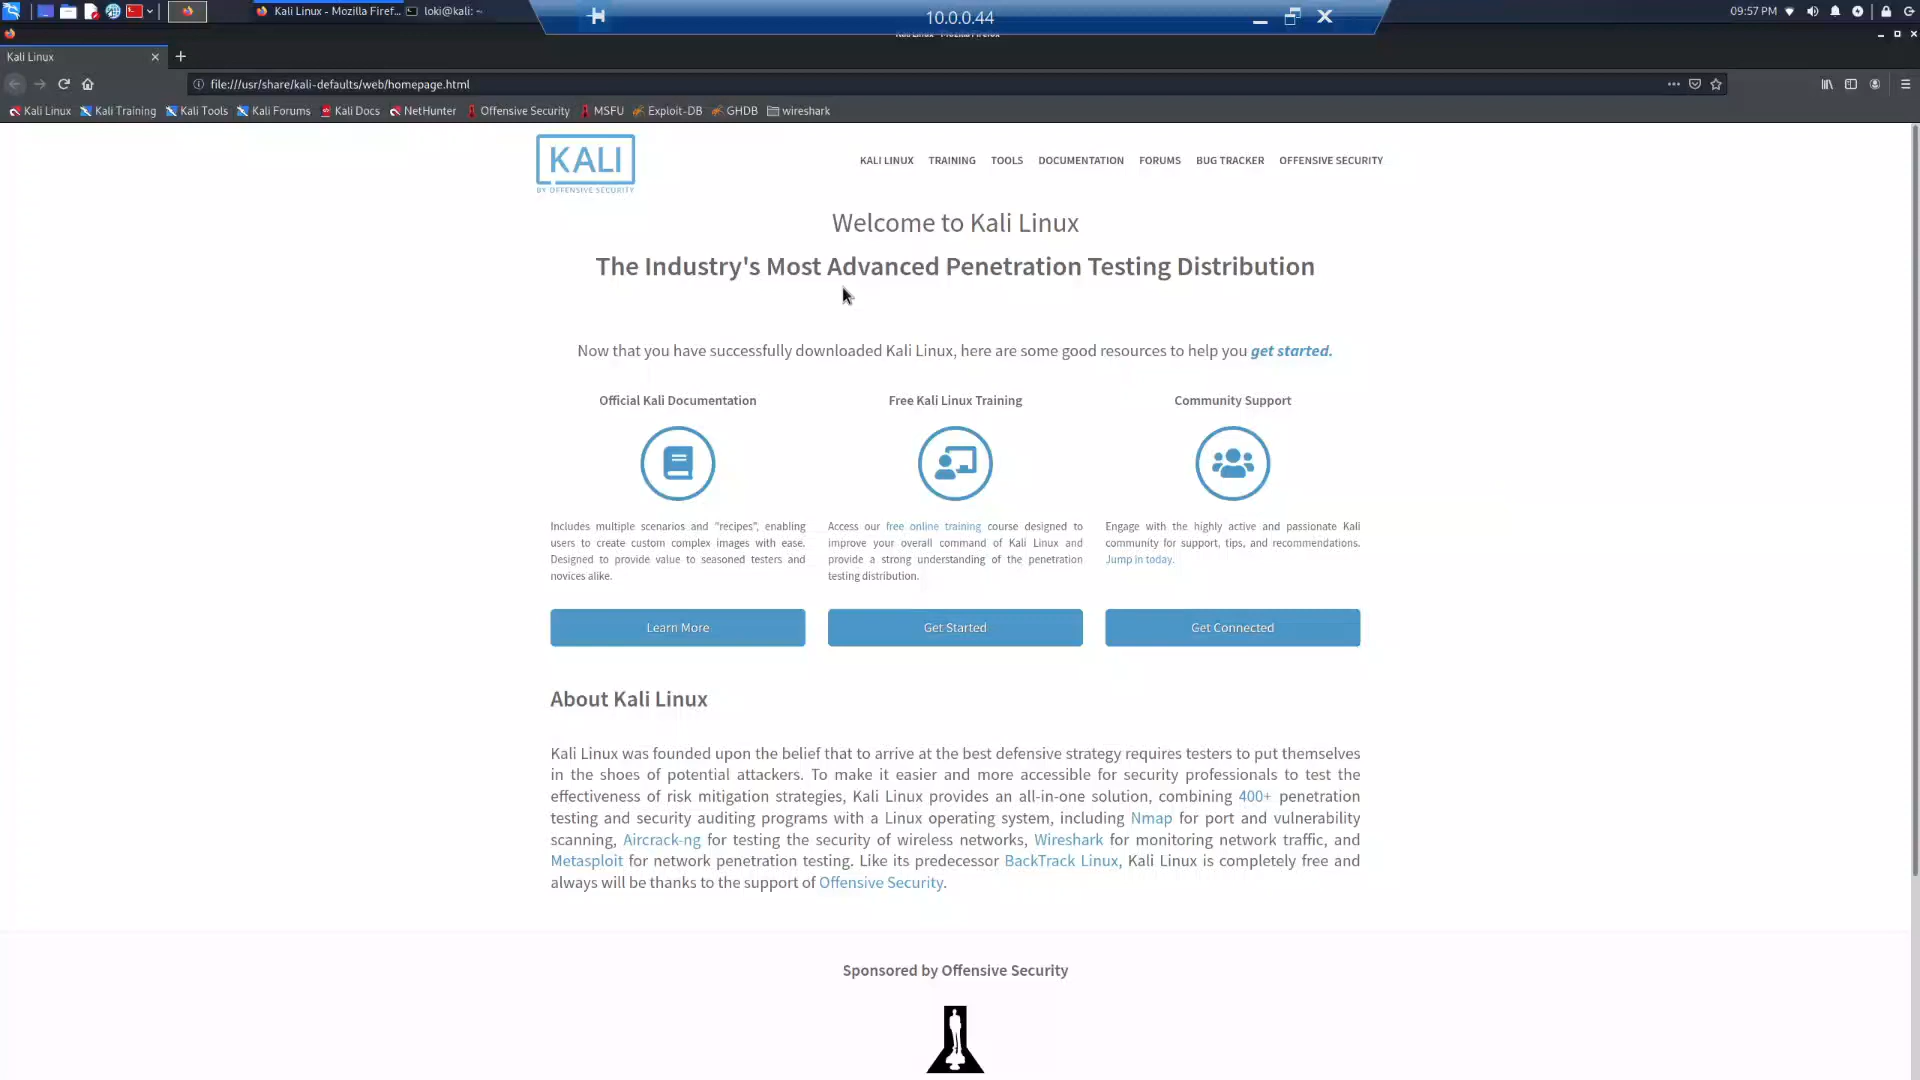 Kali Linux - Mozilla Firef...
loki@kali: ~
10.0.0.44
09:57 PM
Kali Linux - Mozilla Firefox
Kali Linux
file:///usr/share/kali-defaults/web/homepage.html
Kali Linux Kali Training Kali Tools Kali Forums Kali Docs NetHunter Offensive Security MSFU Exploit-DB GHDB wireshark
KALI
BY OFFENSIVE SECURITY
KALI LINUX TRAINING TOOLS DOCUMENTATION FORUMS BUG TRACKER OFFENSIVE SECURITY
Welcome to Kali Linux
The Industry's Most Advanced Penetration Testing Distribution
Now that you have successfully downloaded Kali Linux, here are some good resources to help you get started.
Official Kali Documentation
Includes multiple scenarios and "recipes", enabling
users to create custom complex images with ease.
Designed to provide value to seasoned testers and
novices alike.
Learn More
Free Kali Linux Training
Access our free online training course designed to
improve your overall command of Kali Linux and
provide a strong understanding of the penetration
testing distribution.
Get Started
Community Support
Engage with the highly active and passionate Kali
community for support, tips, and recommendations.
Jump in today.
Get Connected
About Kali Linux
Kali Linux was founded upon the belief that to arrive at the best defensive strategy requires testers to put themselves
in the shoes of potential attackers. To make it easier and more accessible for security professionals to test the
effectiveness of risk mitigation strategies, Kali Linux provides an all-in-one solution, combining 400+ penetration
testing and security auditing programs with a Linux operating system, including Nmap for port and vulnerability
scanning, Aircrack-ng for testing the security of wireless networks, Wireshark for monitoring network traffic, and
Metasploit for network penetration testing. Like its predecessor BackTrack Linux, Kali Linux is completely free and
always will be thanks to the support of Offensive Security.
Sponsored by Offensive Security